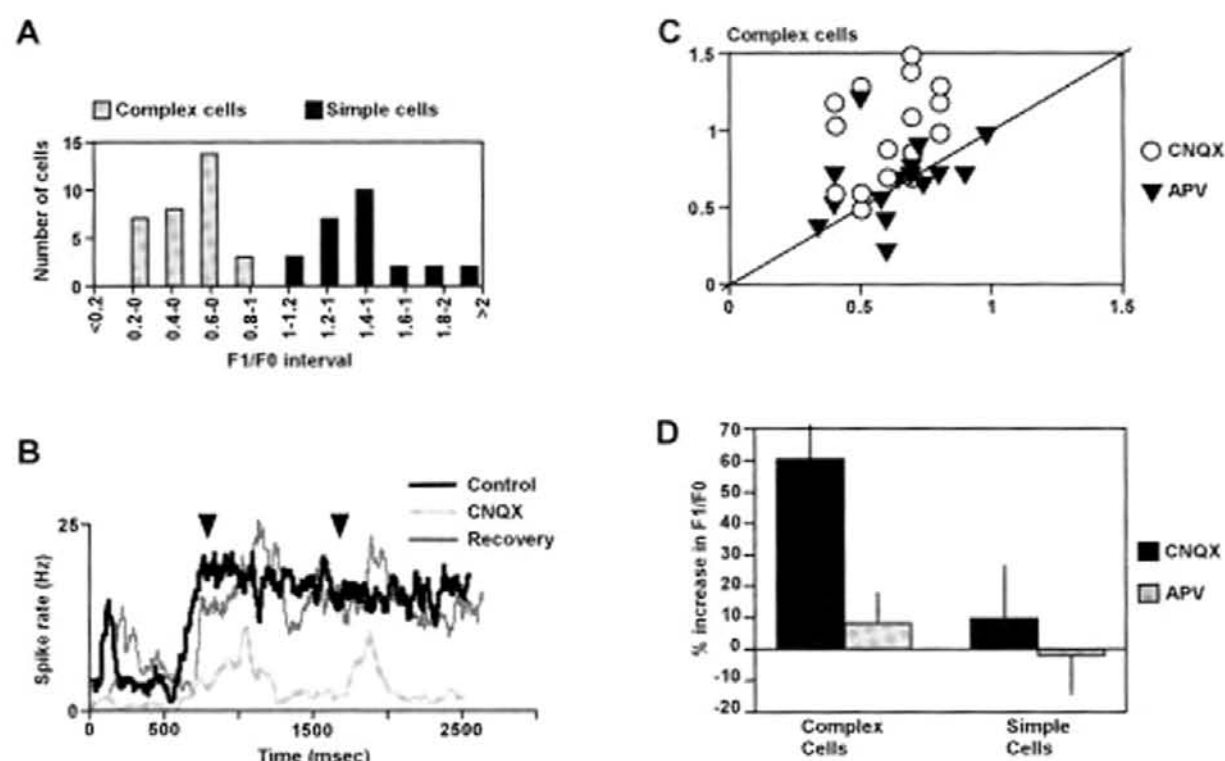 A
Complex cells
Simple cells
Number of cells
15
10
5
0
<0.2
0.2-0
0.4-0
0.6-0
0.8-1
1-1.2
1.2-1
1.4-1
1.6-1
1.8-2
>2
F1/F0 interval
B
Control
CNQX
Recovery
Spike rate (Hz)
25
0
0
500
1500
2500
Time (msec)
C
Complex cells
1.5
1
0.5
0
0
0.5
1
1.5
CNQX
APV
D
% increase in F1/F0
70
60
50
40
30
20
10
0
-10
-20
Complex
Cells
Simple
Cells
CNQX
APV